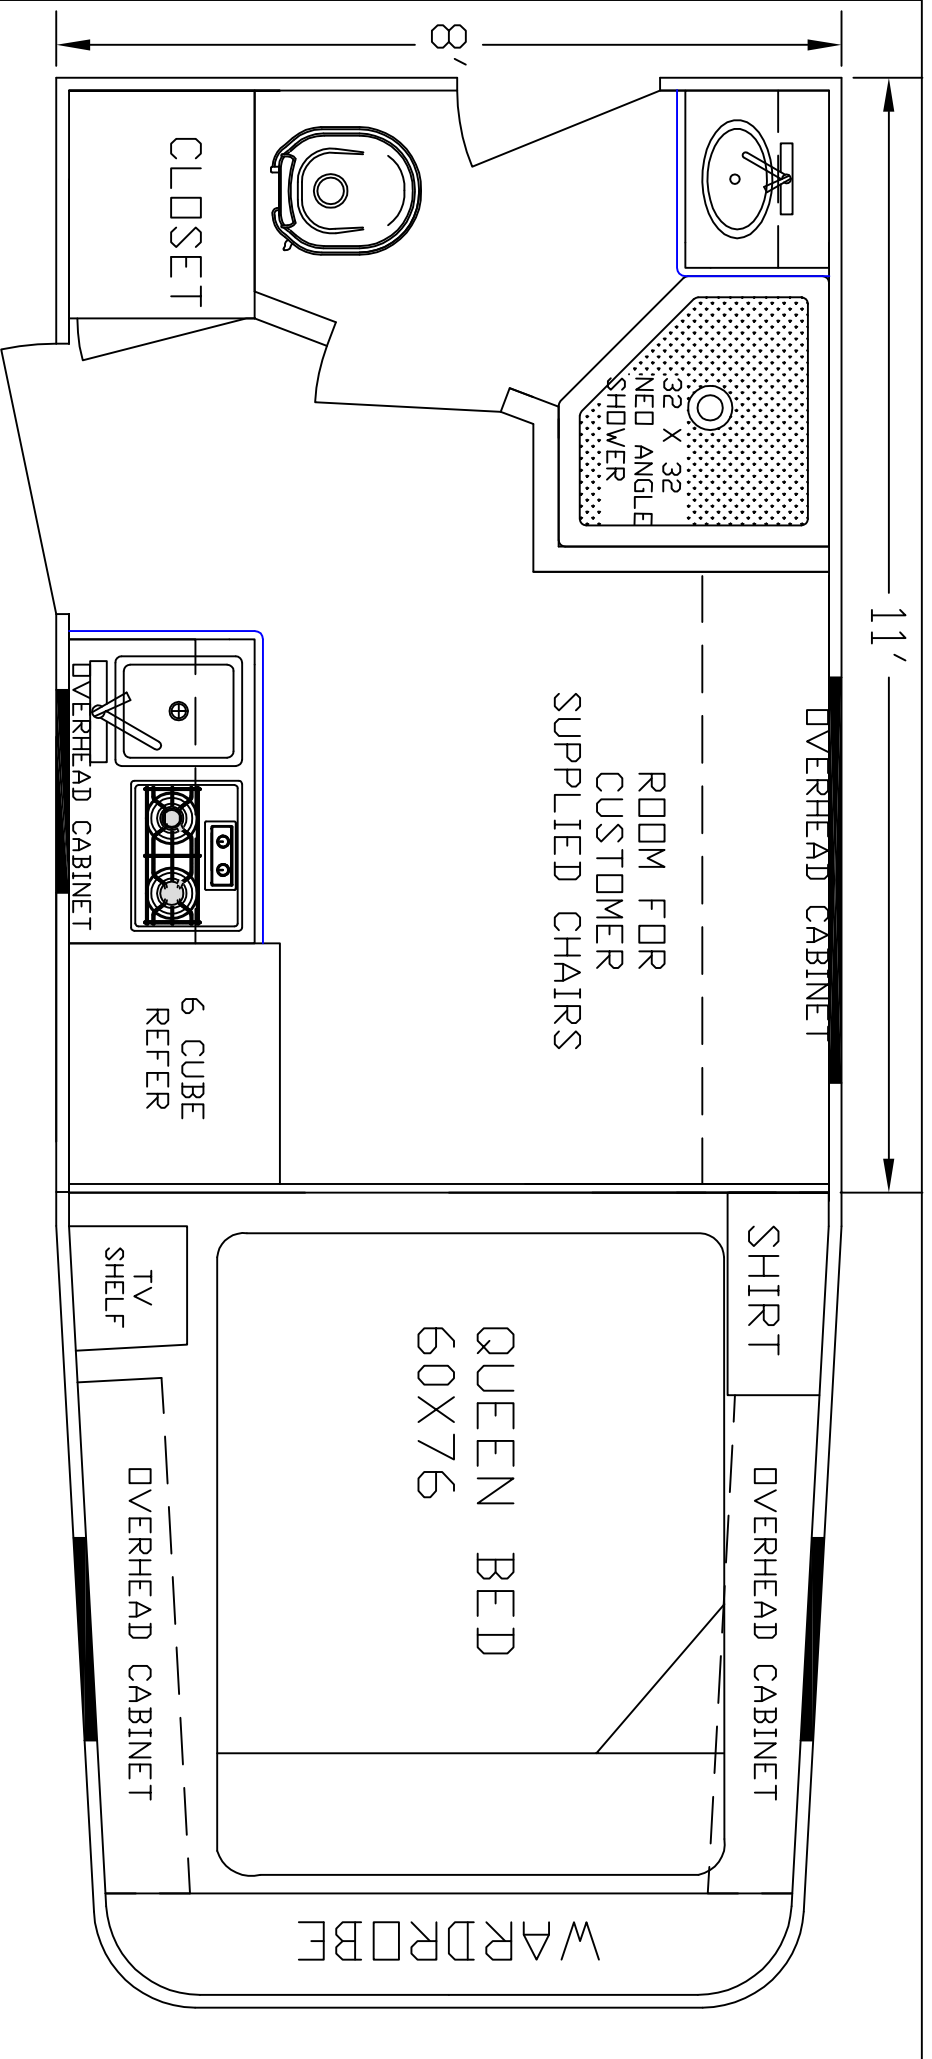 8'
11'
CLOSET
32 X 32
NEO ANGLE
SHOWER
OVERHEAD CABINET
ROOM FOR
CUSTOMER
SUPPLIED CHAIRS
OVERHEAD CABINET
6 CUBE
REFER
SHIRT
TV
SHELF
QUEEN BED
60X76
OVERHEAD CABINET
OVERHEAD CABINET
WARDROBE